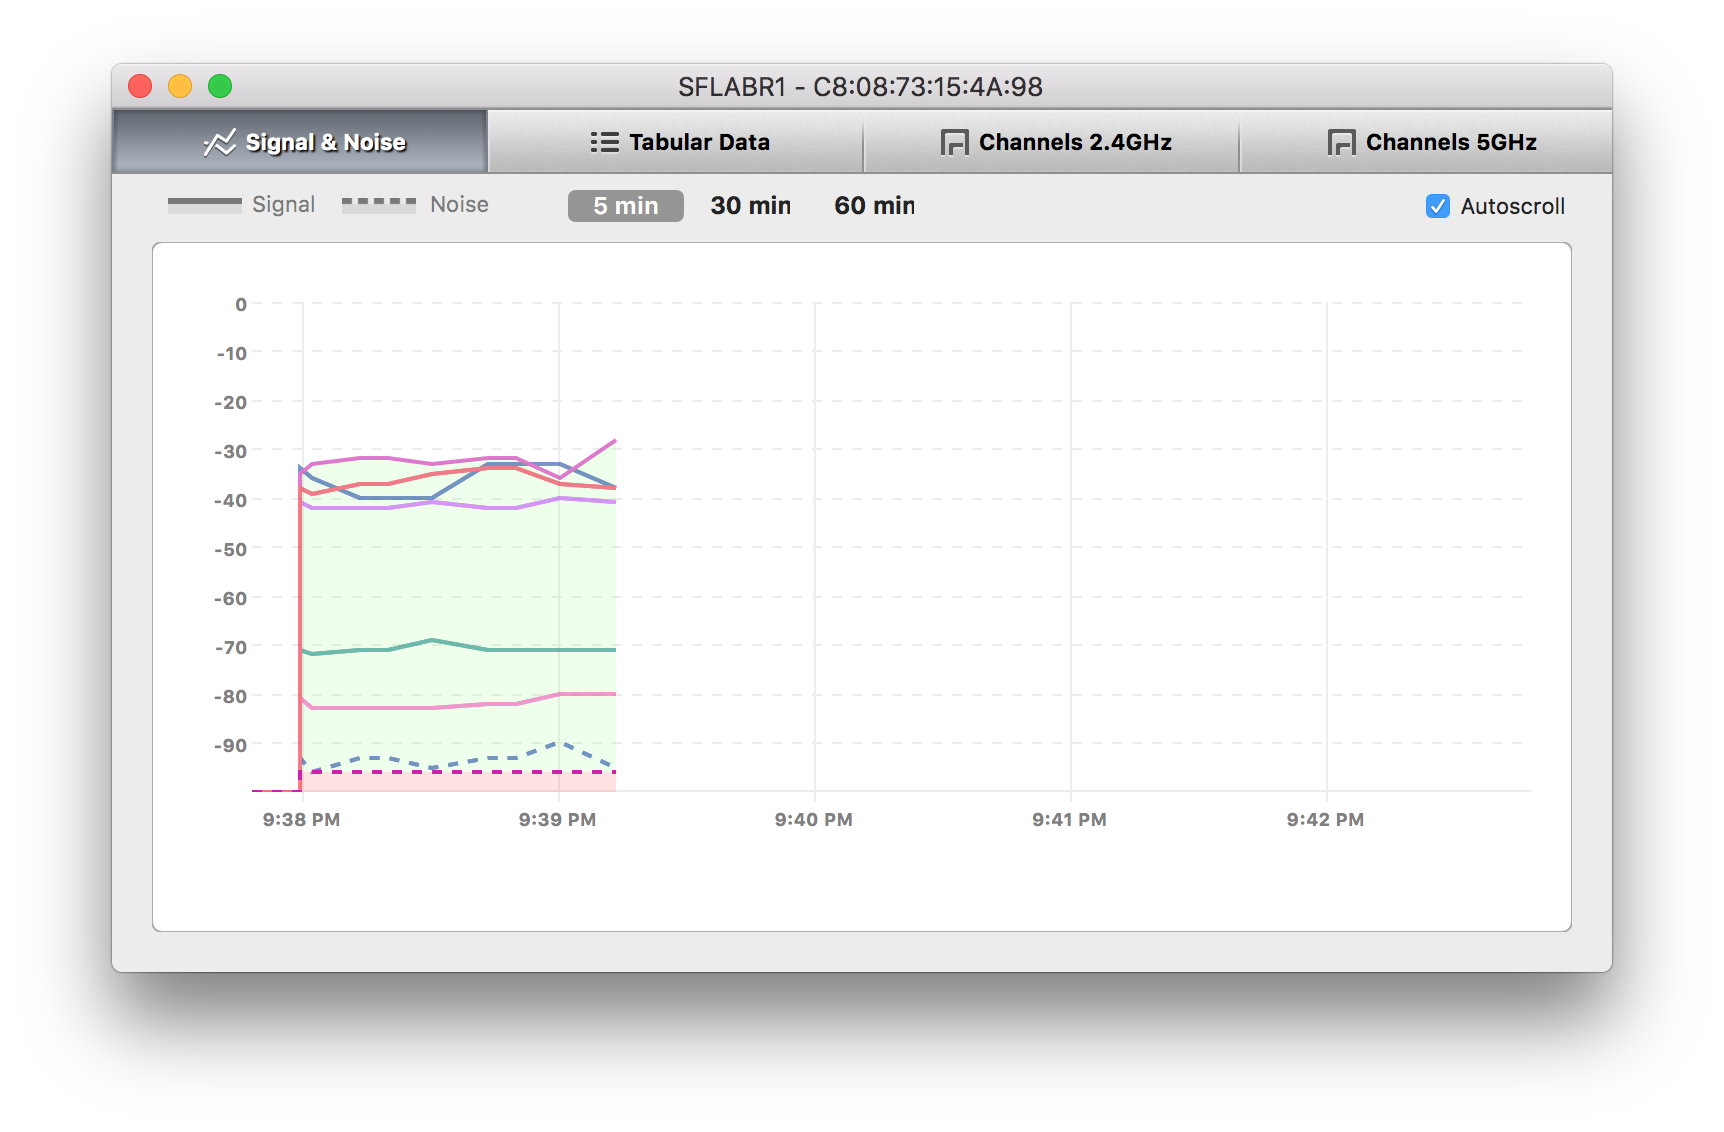 SFLABR1 - C8:08:73:15:4A:98
Signal & Noise Tabular Data Channels 2.4GHz Channels 5GHz
Signal Noise 5 min 30 min 60 min Autoscroll
0
-10
-20
-30
-40
-50
-60
-70
-80
-90
9:38 PM 9:39 PM 9:40 PM 9:41 PM 9:42 PM